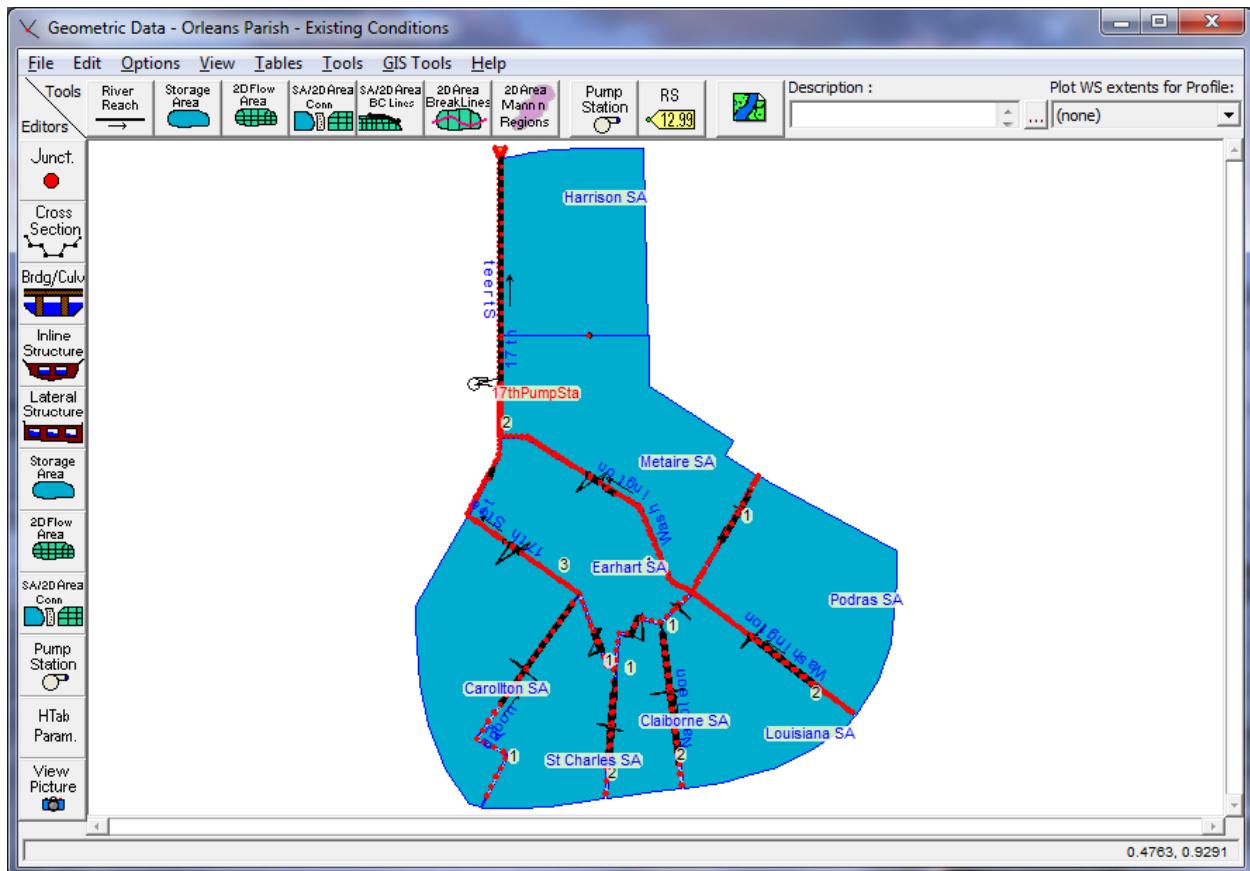 Geometric Data - Orleans Parish - Existing Conditions
File Edit Options View Tables Tools GIS Tools Help
Tools
Editors
River
Reach
Storage
Area
2D Flow
Area
SA/2D Area
Conn
SA/2D Area
BC Lines
2D Area
BreakLines
2D Area
Mann n
Regions
Pump
Station
RS
12.99
Description :
Plot WS extents for Profile:
...
(none)
Junct.
Cross
Section
Brdg/Culv
Inline
Structure
Lateral
Structure
Storage
Area
2D Flow
Area
SA/2D Area
Conn
Pump
Station
HTab
Param.
View
Picture
Harrison SA
17th Street
17thPumpSta
2
Metaire SA
Washington
1
17th Stree
3
Earhart SA
Podras SA
1
Washington
1
1
2
Carollton SA
Claiborne SA
Louisiana SA
Napoleon
1
St Charles SA
2
2
0.4763, 0.9291